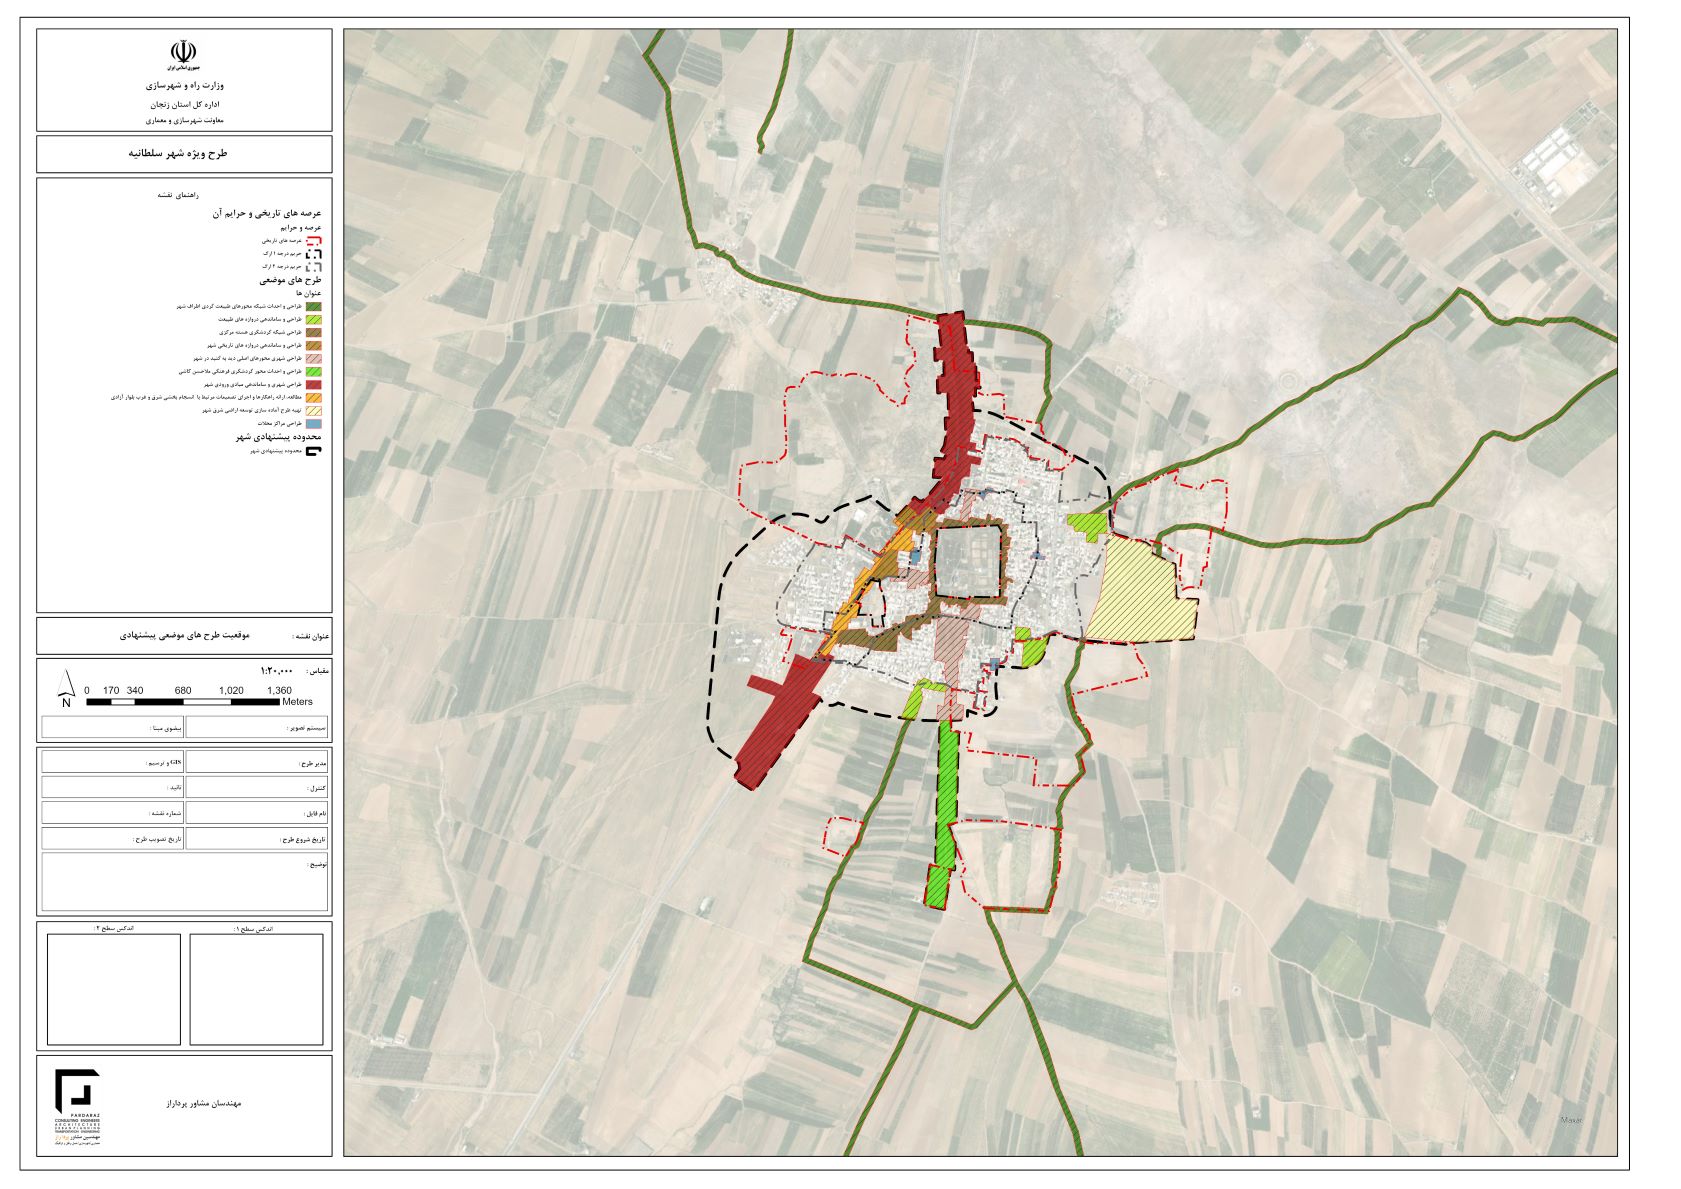 جمهوری اسلامی ایران
وزارت راه و شهرسازی
اداره کل استان زنجان
معاونت شهرسازی و معماری
طرح ویژه شهر سلطانیه
راهنمای نقشه
عرصه های تاریخی و حرایم آن
عرصه و حرایم
عرصه های تاریخی
حریم درجه ۱ ارک
حریم درجه ۲ ارک
طرح های موضعی
عنوان ها
طراحی و احداث شبکه محورهای طبیعت گردی اطراف شهر
طراحی و ساماندهی دروازه های طبیعت
طراحی شبکه گردشگری هسته مرکزی
طراحی و ساماندهی دروازه های تاریخی شهر
طراحی شهری محورهای اصلی دید به گنبد در شهر
طراحی و احداث محور گردشگری فرهنگی ملاحسن کاشی
طراحی شهری و ساماندهی مبادی ورودی شهر
مطالعه، ارائه راهکارها و اجرای تصمیمات مرتبط با انسجام بخشی شرق و غرب بلوار آزادی
تهیه طرح آماده سازی توسعه اراضی شرق شهر
طراحی مراکز محلات
محدوده پیشنهادی شهر
محدوده پیشنهادی شهر
عنوان نقشه : موقعیت طرح های موضعی پیشنهادی
مقیاس : ۱:۲۰,۰۰۰
0 170 340 680 1,020 1,360
Meters
N
سیستم تصویر :
بیضوی مبنا :
مدیر طرح :
GIS و ترسیم :
کنترل :
تائید :
نام فایل :
شماره نقشه :
تاریخ شروع طرح :
تاریخ تصویب طرح :
توضیح :
اندکس سطح ۱ :
اندکس سطح ۲ :
مهندسان مشاور پرداراز
PARDARAZ
CONSULTING ENGINEERS
ARCHITECTURE
URBAN PLANNING
TRANSPORTATION ENGINEERING
مهندسین مشاور پردا راز
Maxar